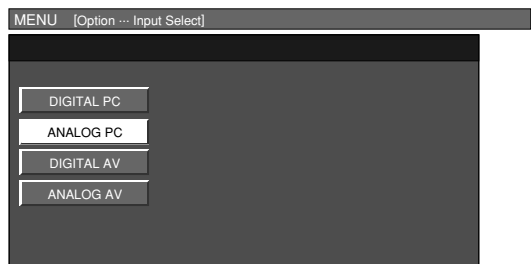 MENU [Option ··· Input Select]
DIGITAL PC
ANALOG PC
DIGITAL AV
ANALOG AV